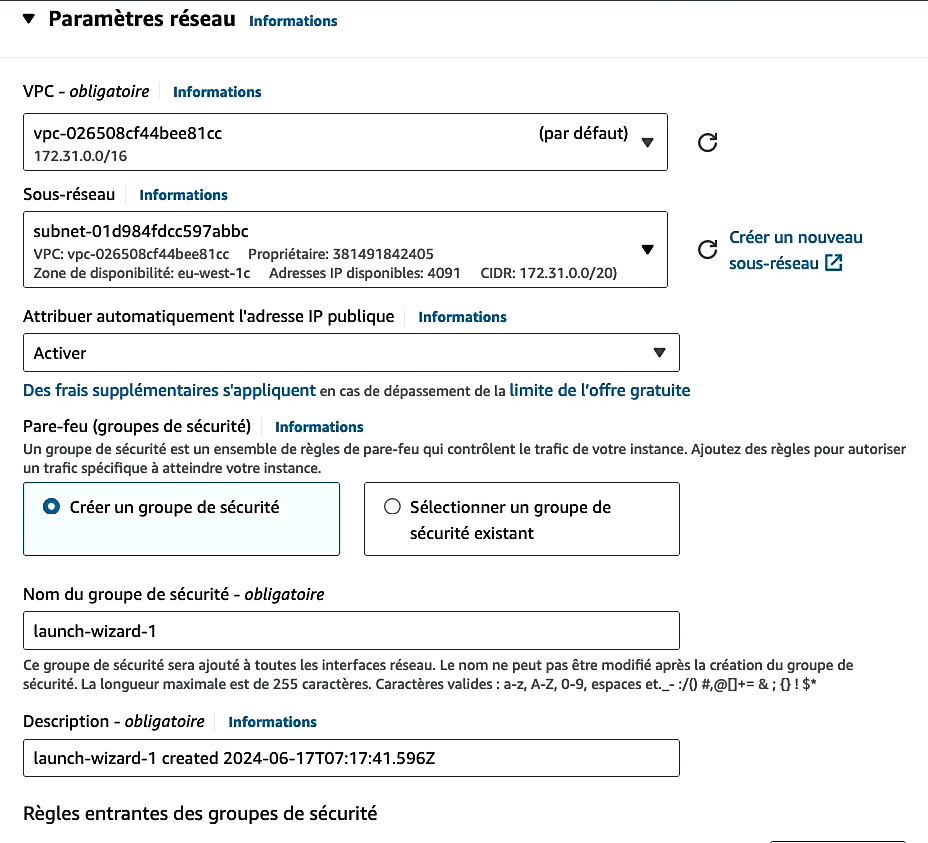 Paramètres réseau Informations
VPC - obligatoire Informations
vpc-026508cf44bee81cc (par défaut)
172.31.0.0/16
Sous-réseau Informations
subnet-01d984fdcc597abbc
VPC: vpc-026508cf44bee81cc Propriétaire: 381491842405
Zone de disponibilité: eu-west-1c Adresses IP disponibles: 4091 CIDR: 172.31.0.0/20)
Créer un nouveau
sous-réseau
Attribuer automatiquement l'adresse IP publique Informations
Activer
Des frais supplémentaires s'appliquent en cas de dépassement de la limite de l'offre gratuite
Pare-feu (groupes de sécurité) Informations
Un groupe de sécurité est un ensemble de règles de pare-feu qui contrôlent le trafic de votre instance. Ajoutez des règles pour autoriser
un trafic spécifique à atteindre votre instance.
Créer un groupe de sécurité
Sélectionner un groupe de
sécurité existant
Nom du groupe de sécurité - obligatoire
launch-wizard-1
Ce groupe de sécurité sera ajouté à toutes les interfaces réseau. Le nom ne peut pas être modifié après la création du groupe de
sécurité. La longueur maximale est de 255 caractères. Caractères valides : a-z, A-Z, 0-9, espaces et._- :/() #,@[]+= & ; {} ! $*
Description - obligatoire Informations
launch-wizard-1 created 2024-06-17T07:17:41.596Z
Règles entrantes des groupes de sécurité